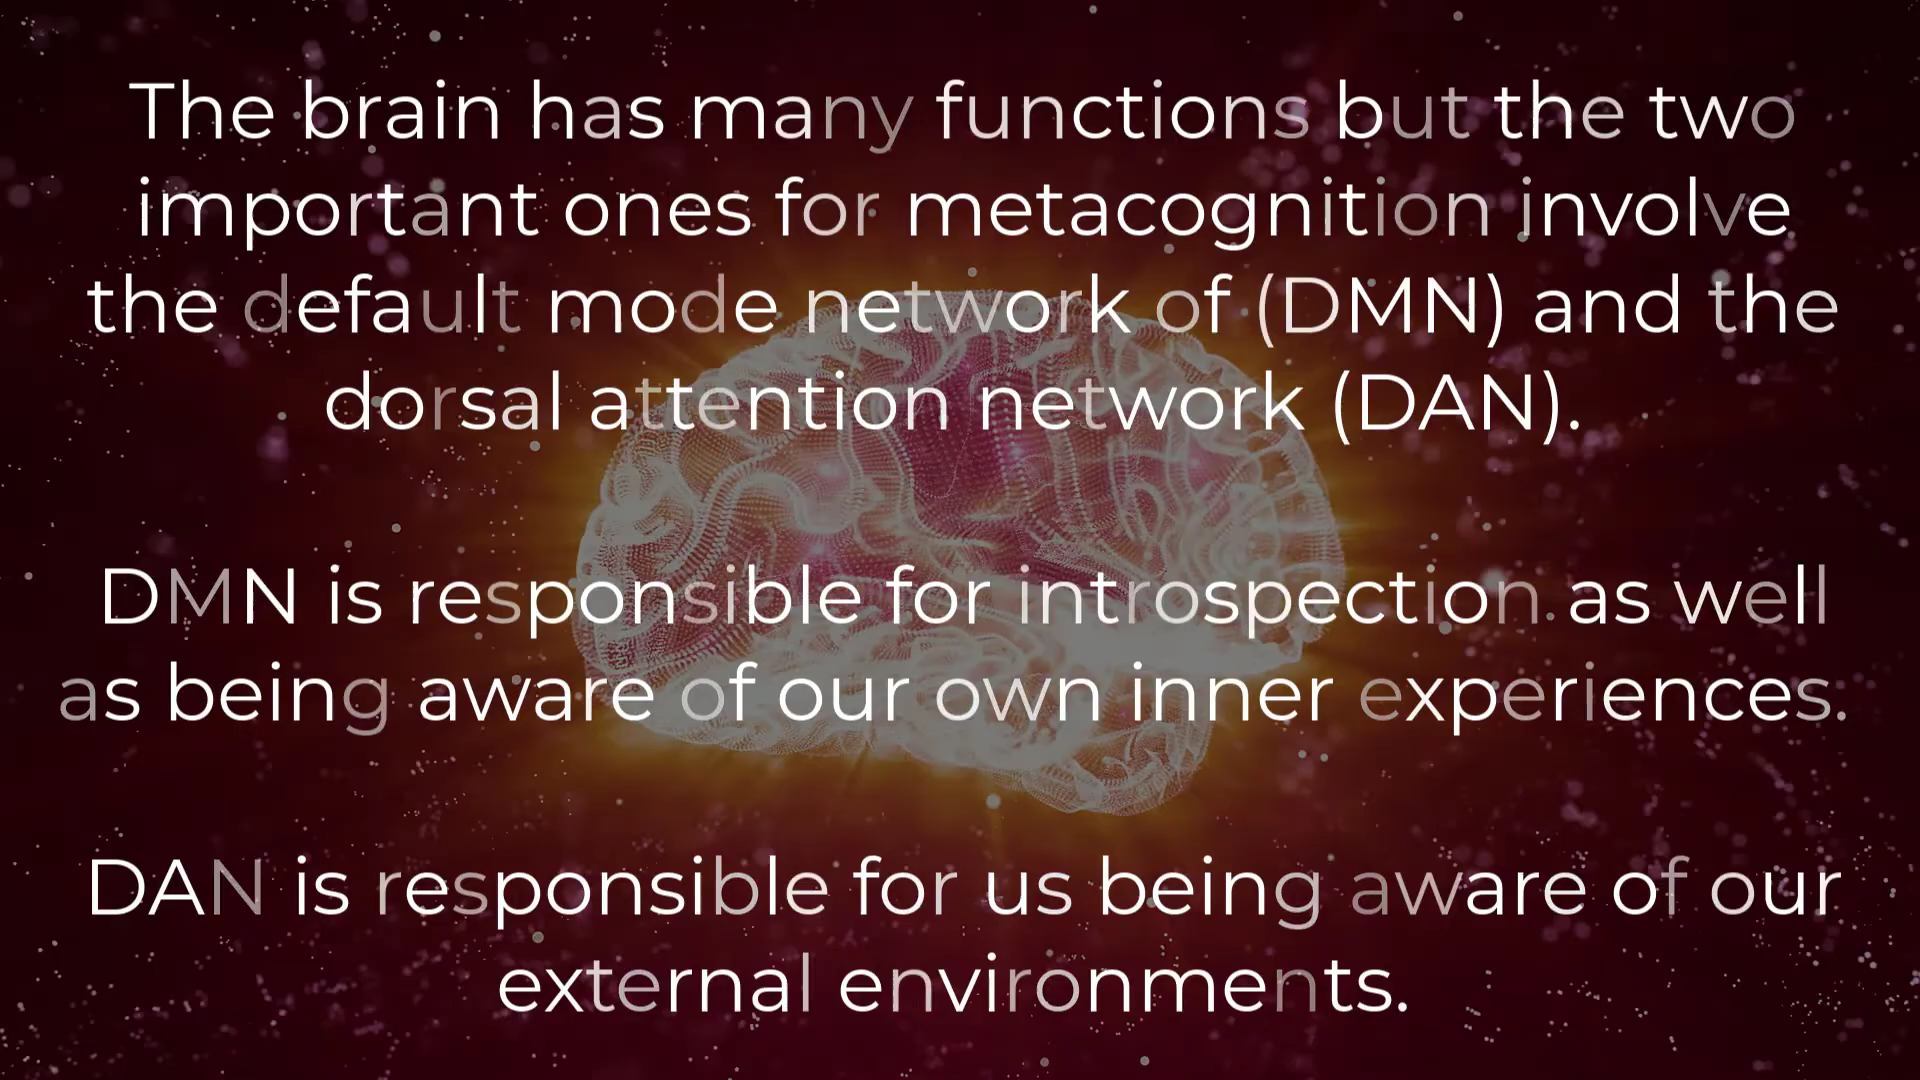 The brain has many functions but the two
important ones for metacognition involve
the default mode network of (DMN) and the
dorsal attention network (DAN).
DMN is responsible for introspection as well
as being aware of our own inner experiences.
DAN is responsible for us being aware of our
external environments.